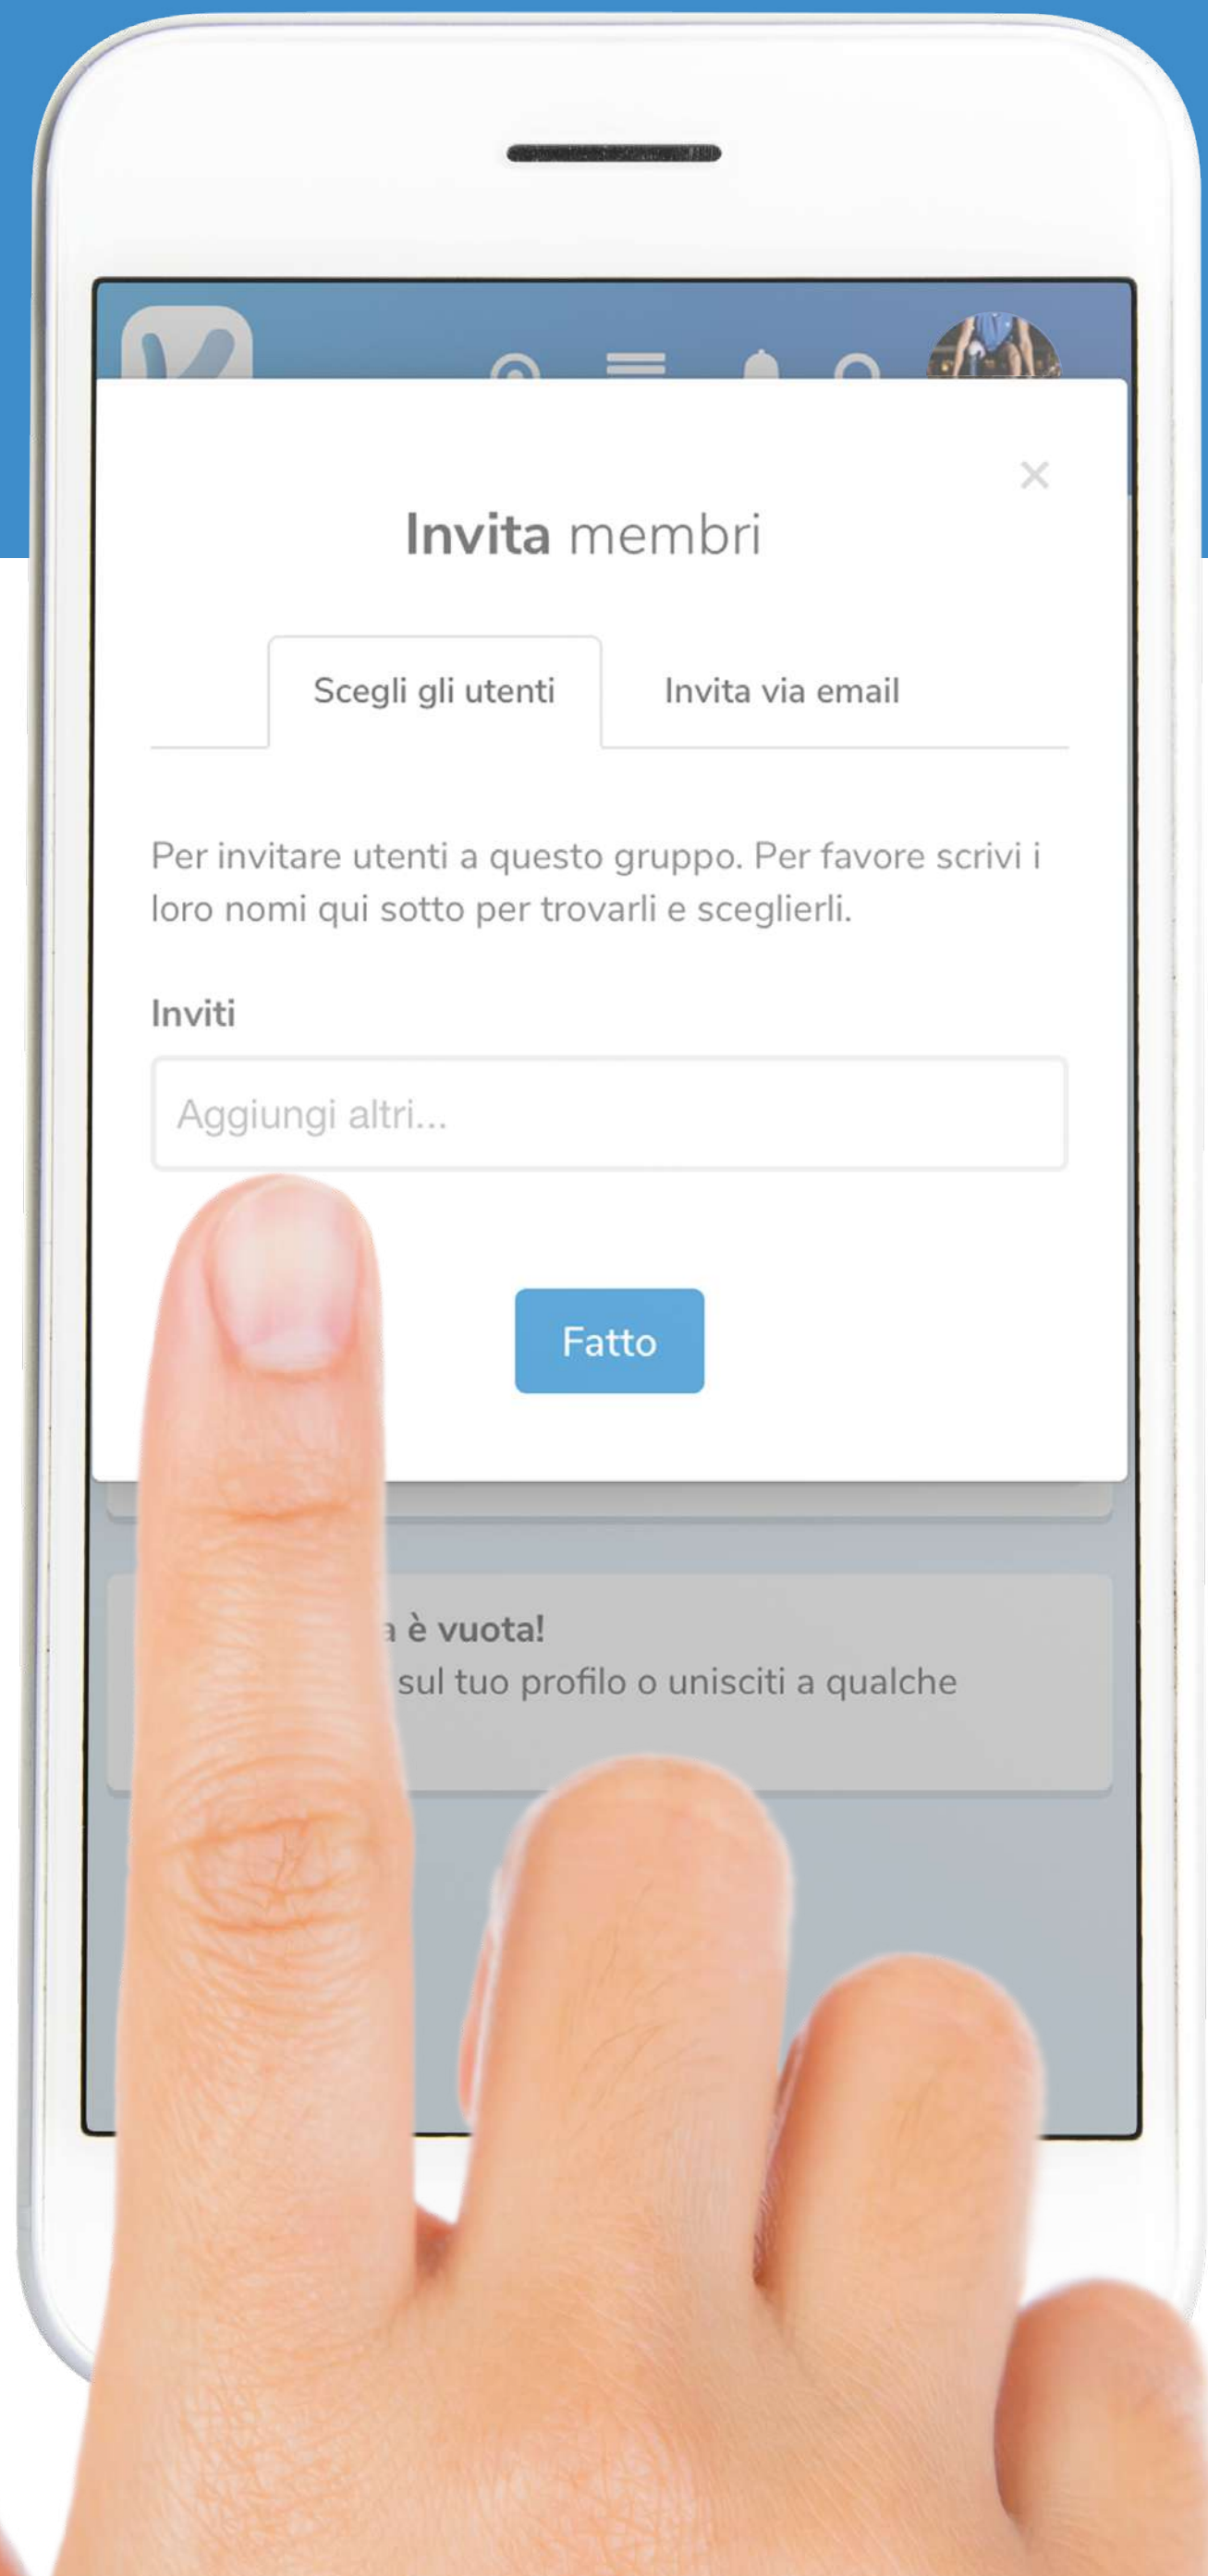 Invita membri
Scegli gli utenti Invita via email
Per invitare utenti a questo gruppo. Per favore scrivi i
loro nomi qui sotto per trovarli e sceglierli.
Inviti
Aggiungi altri...
Fatto
è vuota!
sul tuo profilo o unisciti a qualche